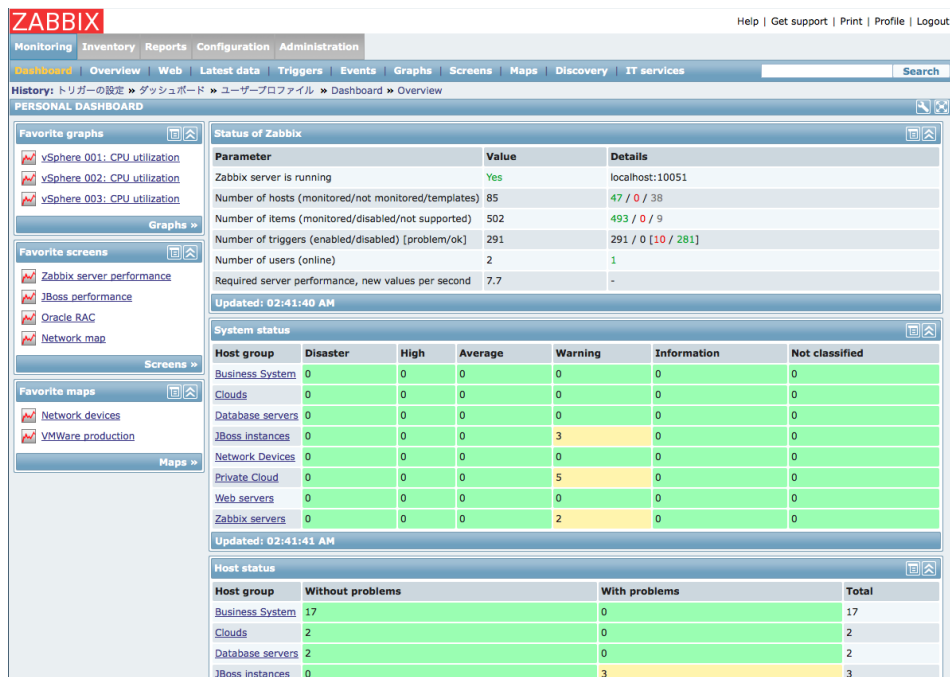 ZABBIX
Help | Get support | Print | Profile | Logout
Monitoring Inventory Reports Configuration Administration
Dashboard | Overview | Web | Latest data | Triggers | Events | Graphs | Screens | Maps | Discovery | IT services Search
History: トリガーの設定 » ダッシュボード » ユーザープロファイル » Dashboard » Overview
PERSONAL DASHBOARD
Favorite graphs
vSphere 001: CPU utilization
vSphere 002: CPU utilization
vSphere 003: CPU utilization
Graphs »
Favorite screens
Zabbix server performance
JBoss performance
Oracle RAC
Network map
Screens »
Favorite maps
Network devices
VMWare production
Maps »
Status of Zabbix
Parameter Value Details
Zabbix server is running Yes localhost:10051
Number of hosts (monitored/not monitored/templates) 85 47 / 0 / 38
Number of items (monitored/disabled/not supported) 502 493 / 0 / 9
Number of triggers (enabled/disabled) [problem/ok] 291 291 / 0 [10 / 281]
Number of users (online) 2 1
Required server performance, new values per second 7.7 -
Updated: 02:41:40 AM
System status
Host group Disaster High Average Warning Information Not classified
Business System 0 0 0 0 0 0
Clouds 0 0 0 0 0 0
Database servers 0 0 0 0 0 0
JBoss instances 0 0 0 3 0 0
Network Devices 0 0 0 0 0 0
Private Cloud 0 0 0 5 0 0
Web servers 0 0 0 0 0 0
Zabbix servers 0 0 0 2 0 0
Updated: 02:41:41 AM
Host status
Host group Without problems With problems Total
Business System 17 0 17
Clouds 2 0 2
Database servers 2 0 2
JBoss instances 0 3 3